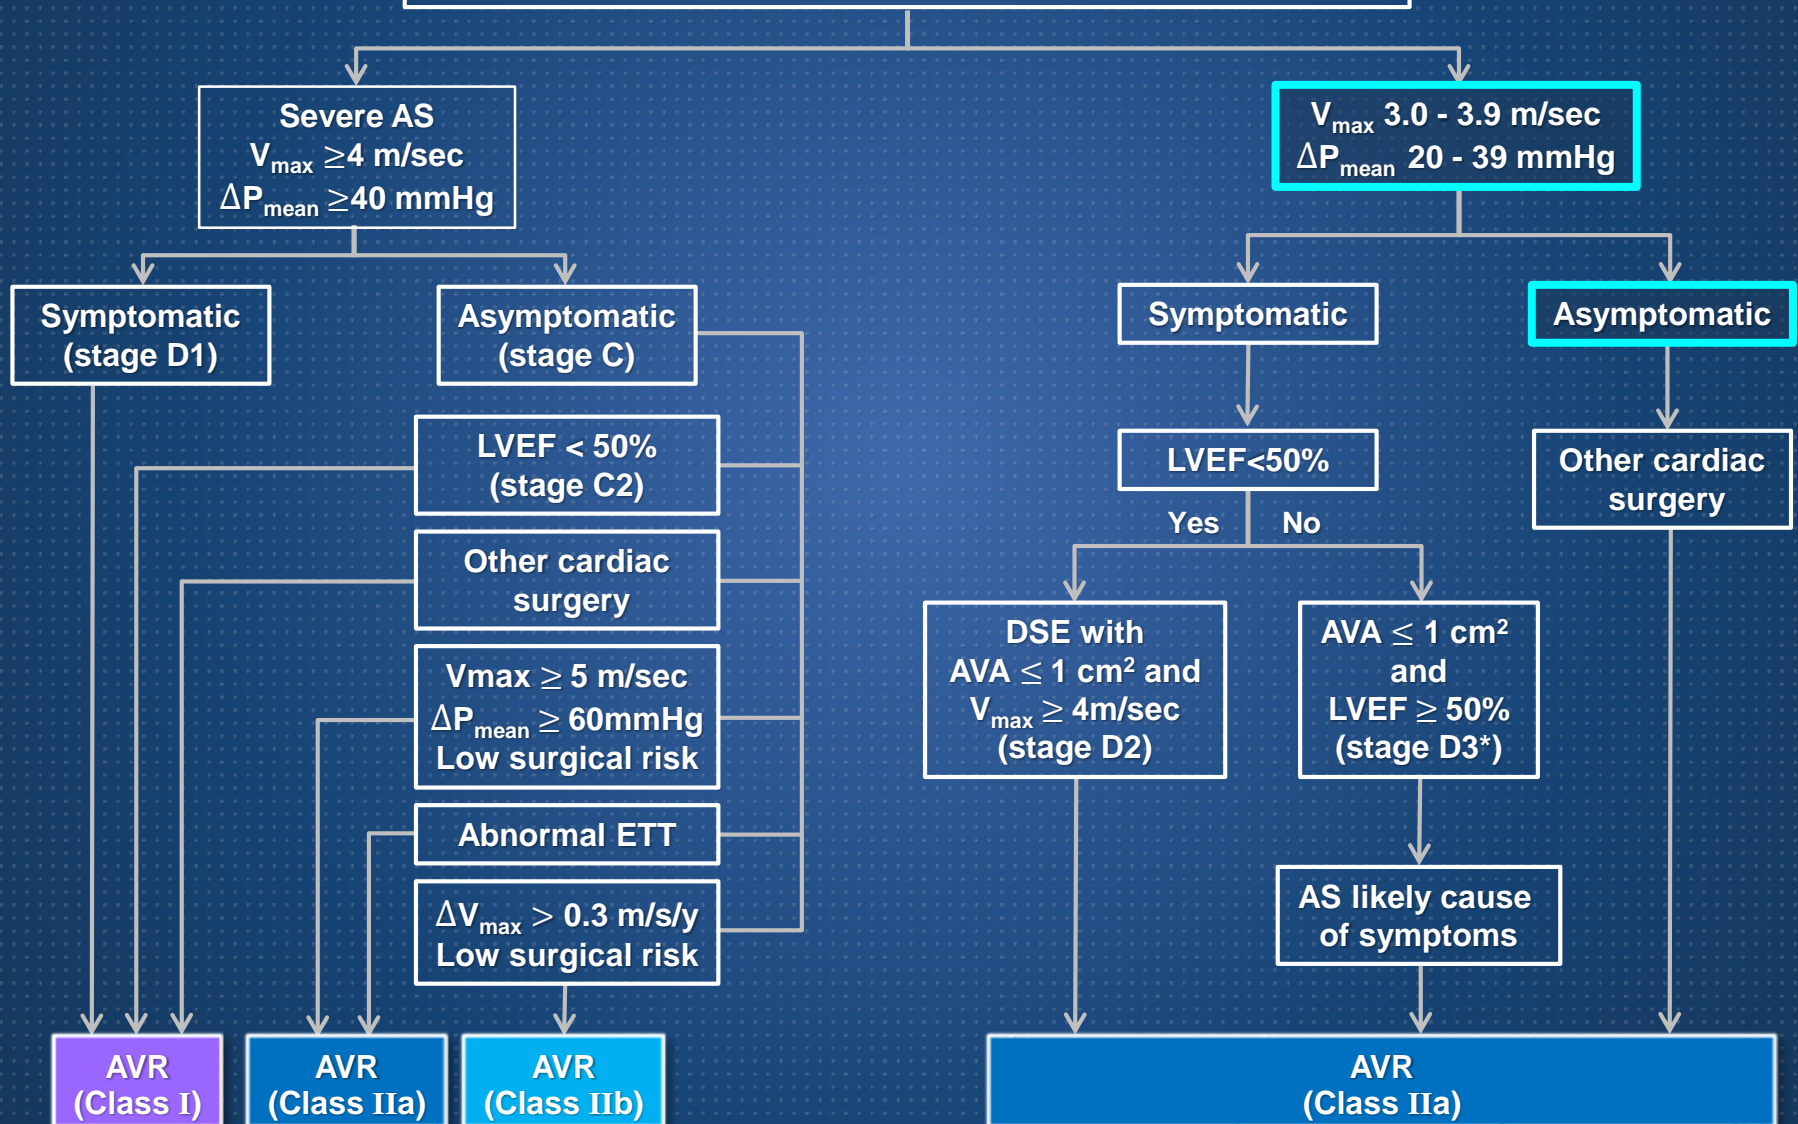 Severe AS
Vmax ≥4 m/sec
ΔPmean ≥40 mmHg
Vmax 3.0 - 3.9 m/sec
ΔPmean 20 - 39 mmHg
Symptomatic
(stage D1)
Asymptomatic
(stage C)
Symptomatic
Asymptomatic
LVEF < 50%
(stage C2)
Other cardiac
surgery
Vmax ≥ 5 m/sec
ΔPmean ≥ 60mmHg
Low surgical risk
Abnormal ETT
ΔVmax > 0.3 m/s/y
Low surgical risk
LVEF<50%
Yes No
Other cardiac
surgery
DSE with
AVA ≤ 1 cm² and
Vmax ≥ 4m/sec
(stage D2)
AVA ≤ 1 cm²
and
LVEF ≥ 50%
(stage D3*)
AS likely cause
of symptoms
AVR
(Class I)
AVR
(Class IIa)
AVR
(Class IIb)
AVR
(Class IIa)